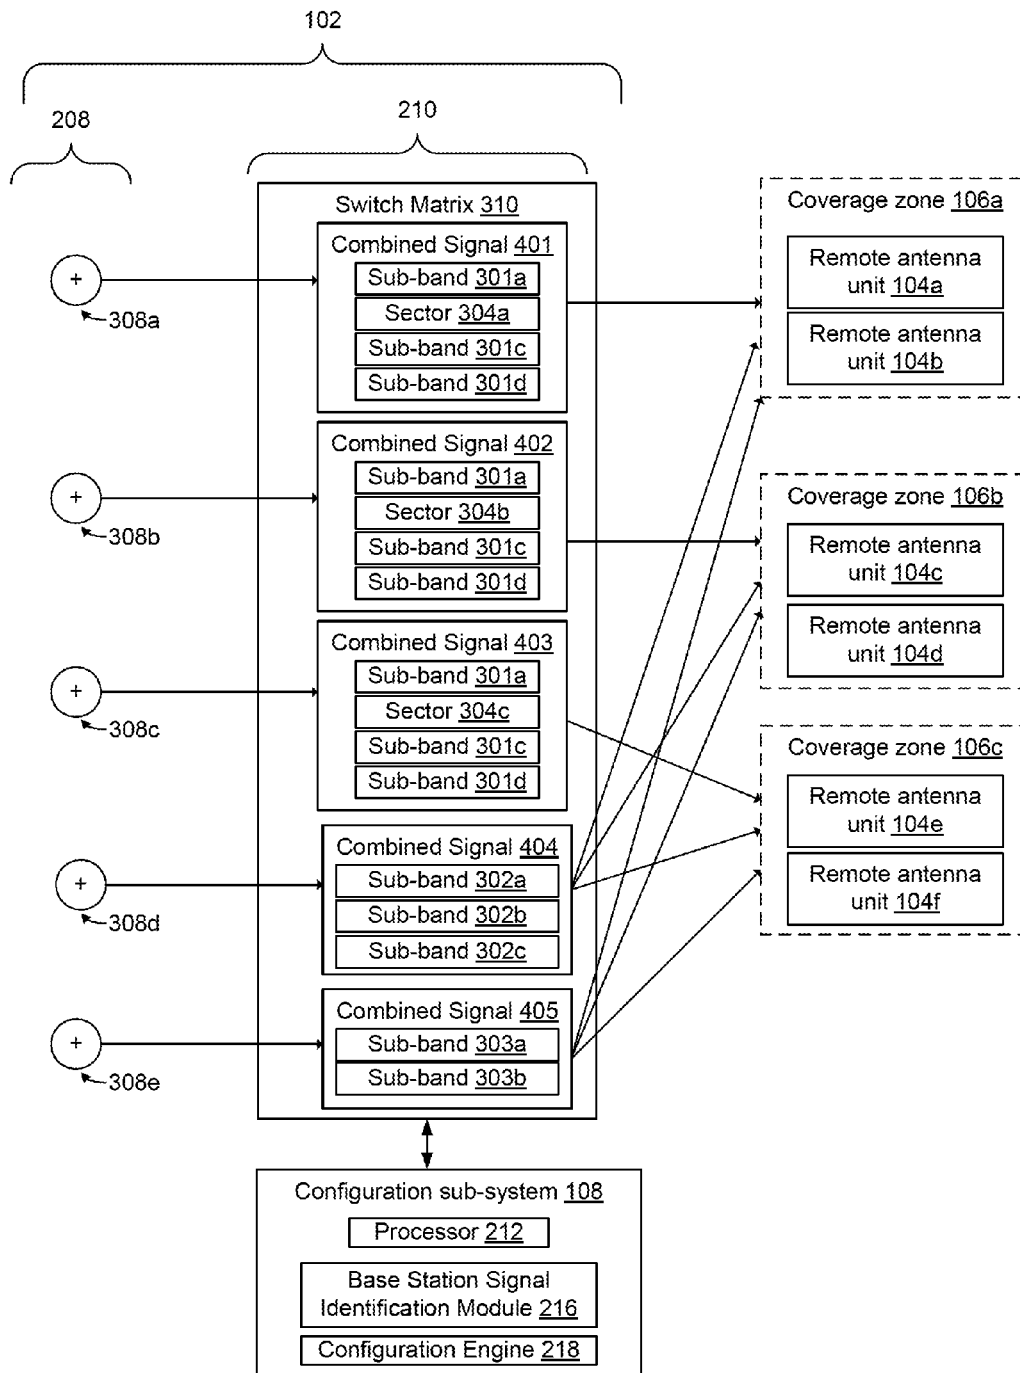 102
208
210
Switch Matrix 310
Combined Signal 401
Sub-band 301a
Sector 304a
Sub-band 301c
Sub-band 301d
+
308a
Combined Signal 402
Sub-band 301a
Sector 304b
Sub-band 301c
Sub-band 301d
+
308b
Combined Signal 403
Sub-band 301a
Sector 304c
Sub-band 301c
Sub-band 301d
+
308c
Combined Signal 404
Sub-band 302a
Sub-band 302b
Sub-band 302c
+
308d
Combined Signal 405
Sub-band 303a
Sub-band 303b
+
308e
Coverage zone 106a
Remote antenna
unit 104a
Remote antenna
unit 104b
Coverage zone 106b
Remote antenna
unit 104c
Remote antenna
unit 104d
Coverage zone 106c
Remote antenna
unit 104e
Remote antenna
unit 104f
Configuration sub-system 108
Processor 212
Base Station Signal
Identification Module 216
Configuration Engine 218